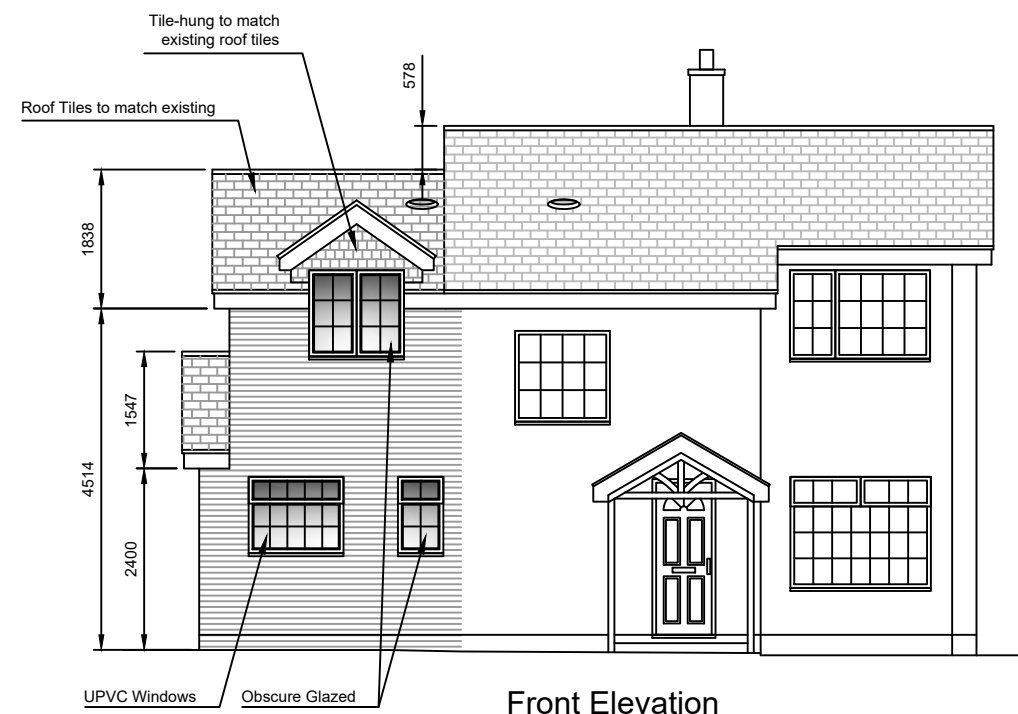 Tile-hung to match
existing roof tiles
578
Roof Tiles to match existing
1838
1547
4514
2400
UPVC Windows
Obscure Glazed
Front Elevation